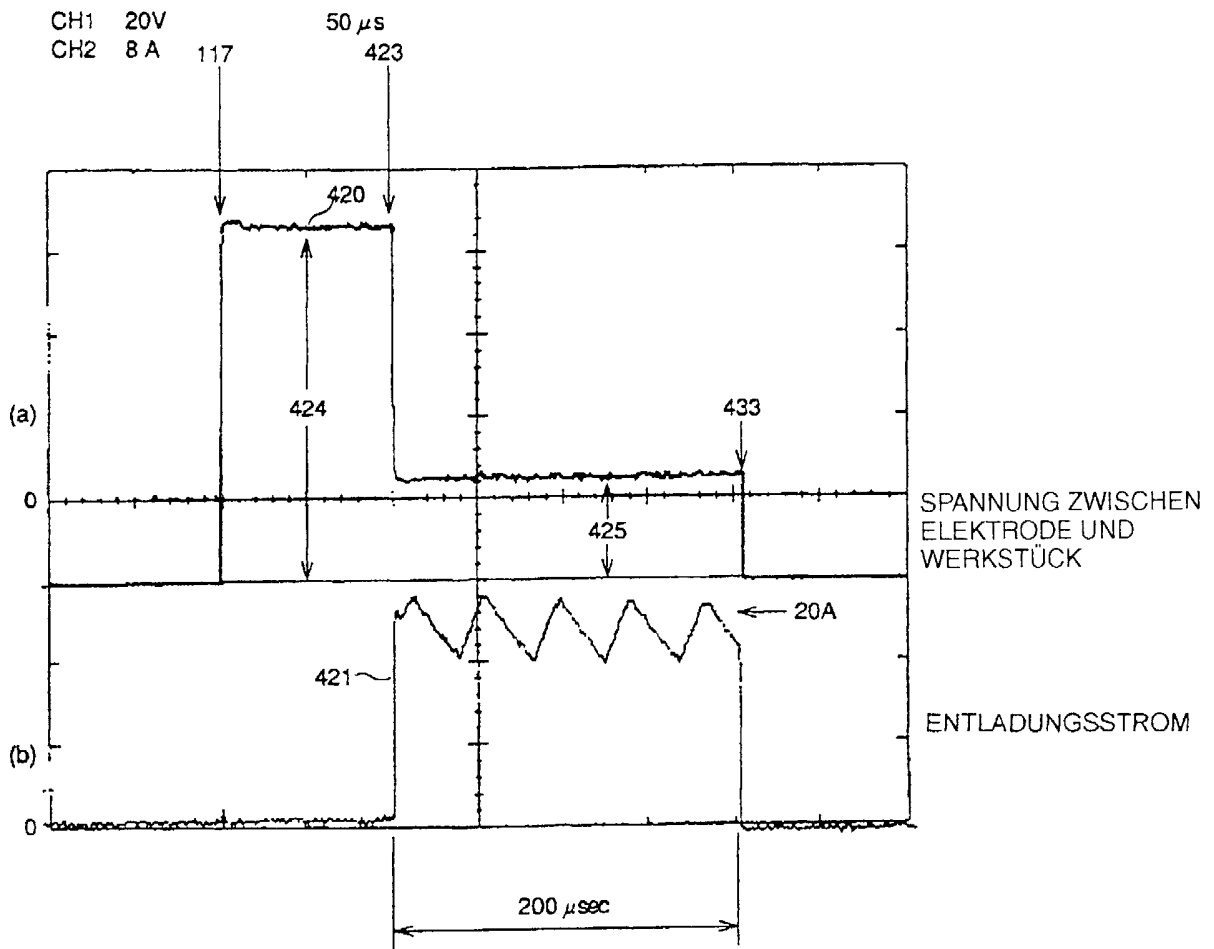 CH1 20V 50 μs
CH2 8 A 117 423
420
(a)
424
433
0
425
SPANNUNG ZWISCHEN
ELEKTRODE UND
WERKSTÜCK
20A
421
ENTLADUNGSSTROM
(b)
0
200 μsec